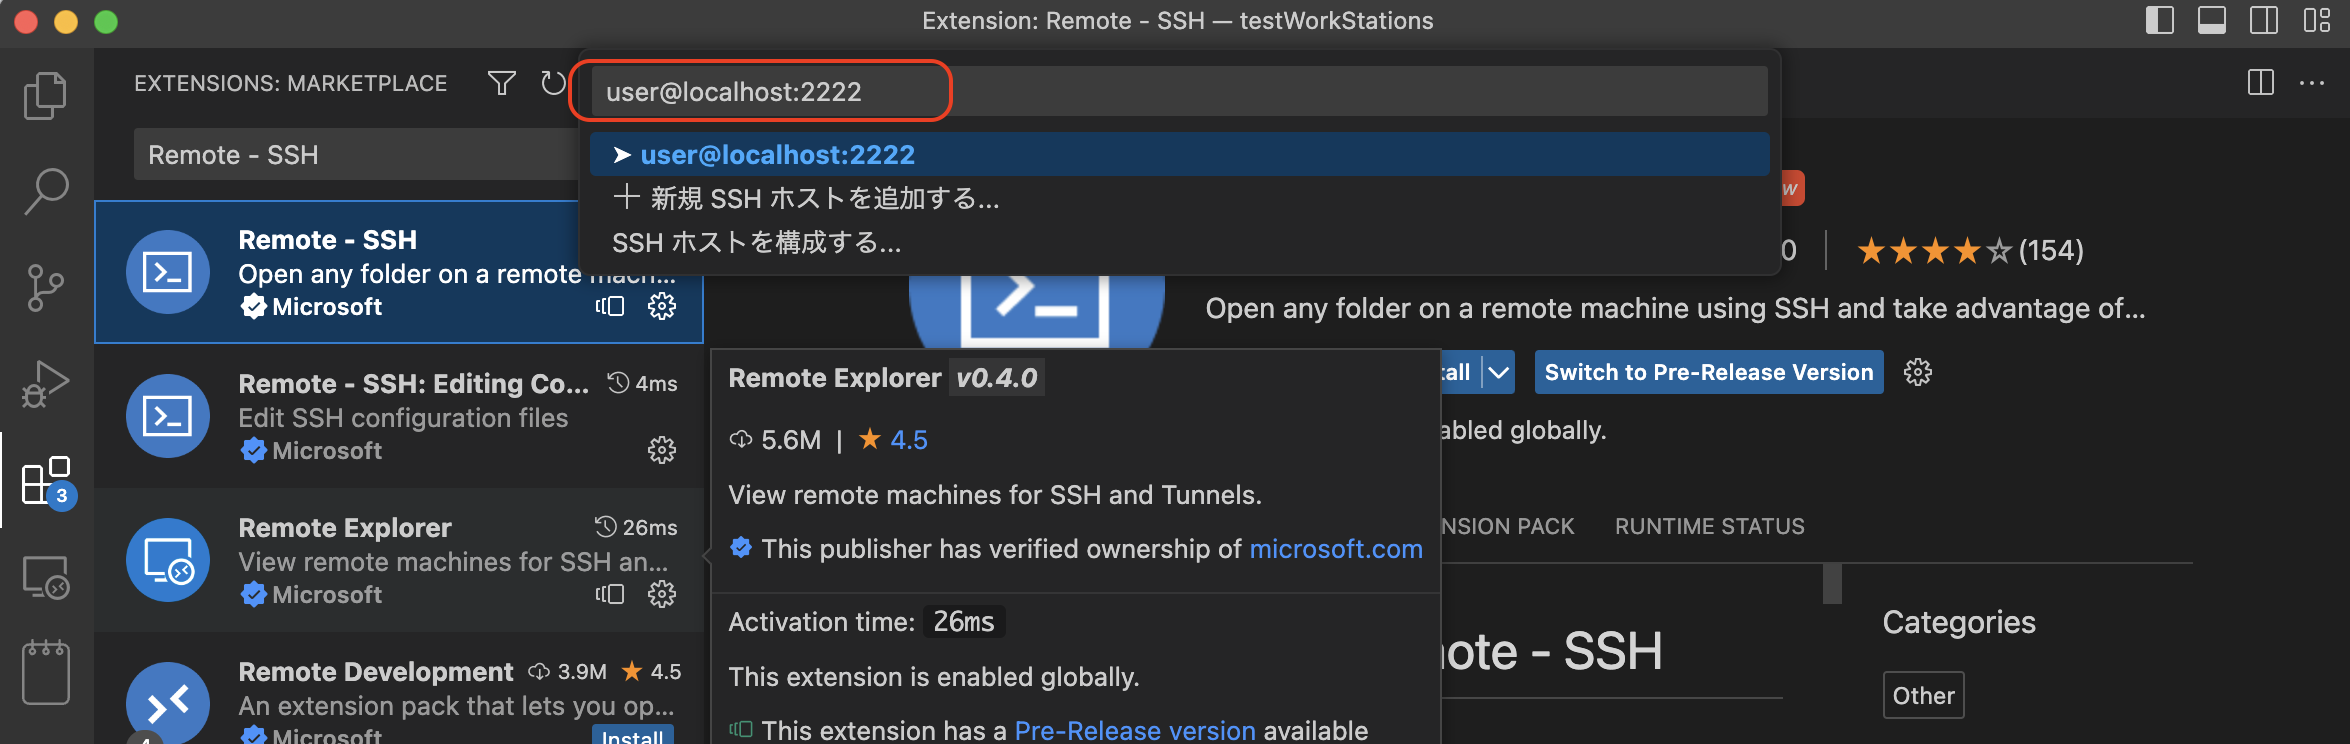 Extension: Remote - SSH — testWorkStations
EXTENSIONS: MARKETPLACE
user@localhost:2222
Remote - SSH
user@localhost:2222
新規 SSH ホストを追加する...
SSH ホストを構成する...
Remote - SSH
Open any folder on a remote mach...
Microsoft
Remote - SSH: Editing Co... 4ms
Edit SSH configuration files
Microsoft
3
Remote Explorer 26ms
View remote machines for SSH an...
Microsoft
Remote Development 3.9M 4.5
An extension pack that lets you op...
Microsoft
Install
4
w
0 | (154)
Open any folder on a remote machine using SSH and take advantage of...
tall Switch to Pre-Release Version
abled globally.
Remote Explorer v0.4.0
5.6M | 4.5
View remote machines for SSH and Tunnels.
This publisher has verified ownership of microsoft.com
Activation time: 26ms
This extension is enabled globally.
This extension has a Pre-Release version available
NSION PACK RUNTIME STATUS
ote - SSH
Categories
Other